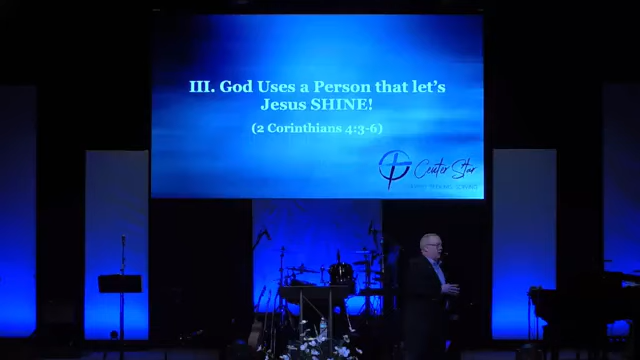 III. God Uses a Person that let's
Jesus SHINE!
(2 Corinthians 4:3-6)
Center Star